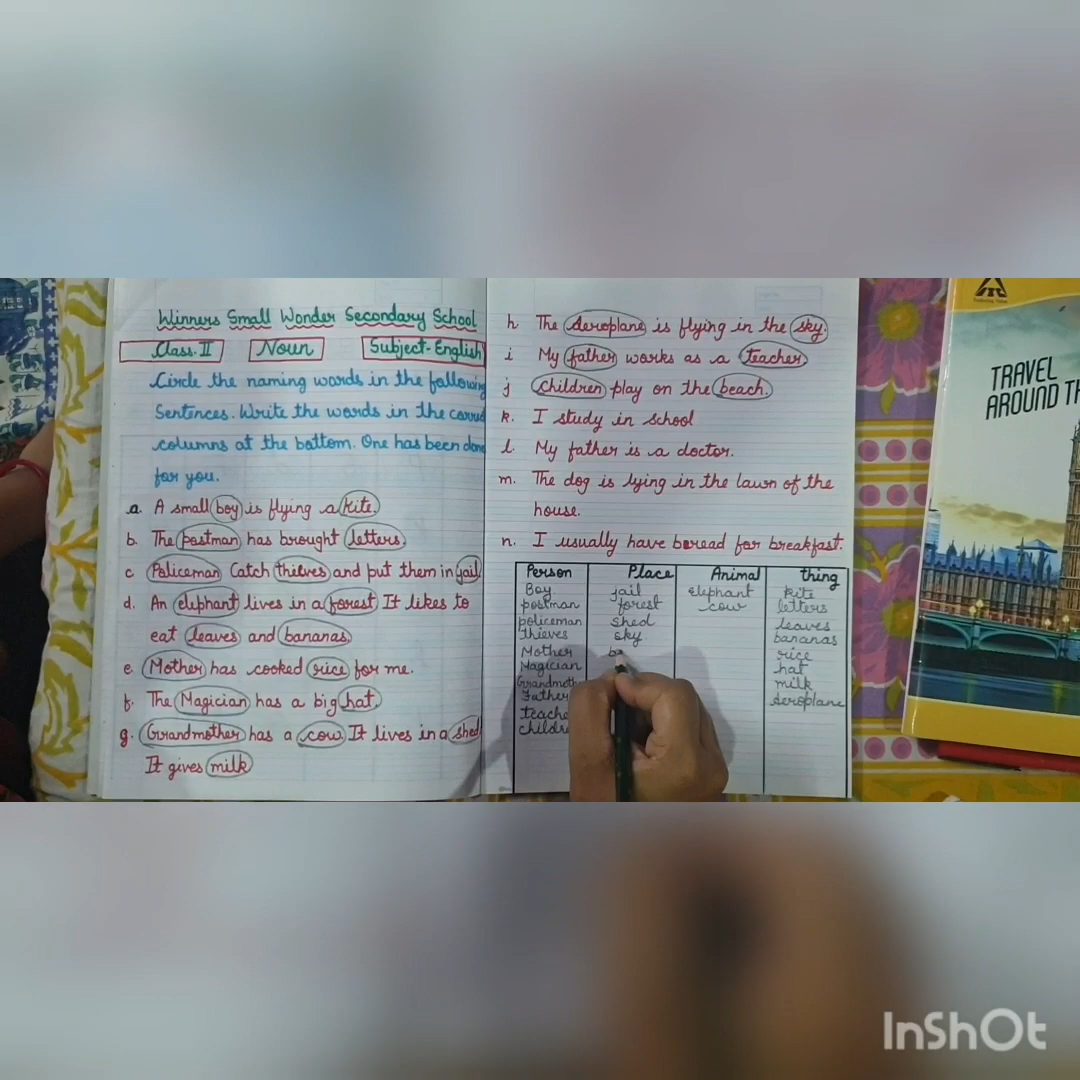 Winners Small Wonder Secondary School
Class. II Noun Subject - English
Circle the naming words in the following
Sentences. Write the words in the
columns at the bottom. One has been done
for you.
a. A small boy is flying a kite.
b. The postman has brought letters.
c Policeman Catch thieves and put them in jail
d. An elephant lives in a forest It likes to
eat leaves and bananas.
e. Mother has cooked rice for me.
f. The Magician has a big hat.
g. Grandmother has a cow It lives in a shed
It gives milk
h. The Aeroplane is flying in the sky.
i My father works as a teacher
j Children play on the beach.
k. I study in school
l. My father is a doctor.
m. The dog is lying in the lawn of the
house.
n. I usually have boread for breakfast.
Person Place Animal thing
Boy jail elephant kite
postman forest cow letters
policeman shed leaves
thieves sky bananas
Mother rice
Magician hat
milk
Father Aeroplane
TRAVEL
AROUND TH
InShOt